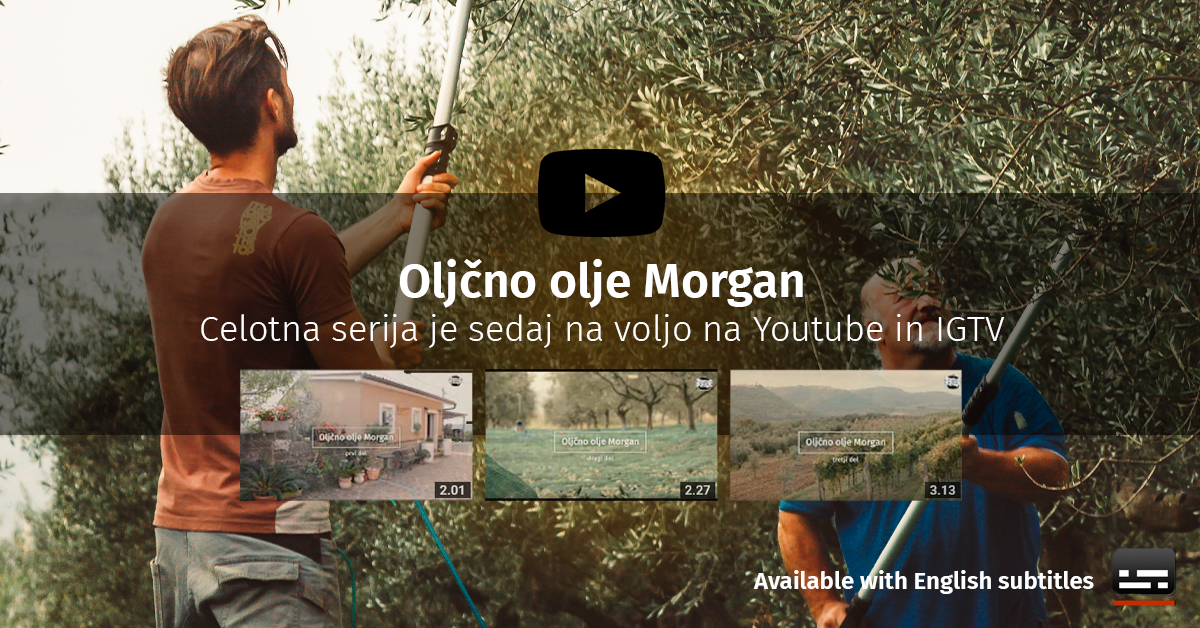 Oljčno olje Morgan
Celotna serija je sedaj na voljo na Youtube in IGTV
Oljčno olje Morgan
prvi del
2.01
Oljčno olje Morgan
drugi del
2.27
Oljčno olje Morgan
tretji del
3.13
Available with English subtitles